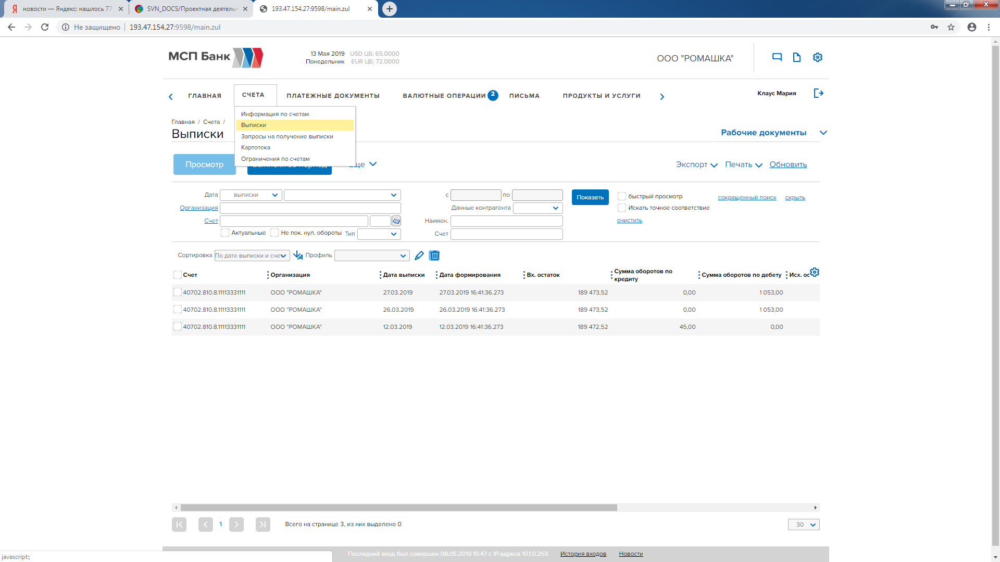 новости — Яндекс: нашлось 77
SVN_DOCS/Проектная деятельн
193.47.154.27:9598/main.zul
Не защищено
193.47.154.27:9598/main.zul
МСП Банк
13 Мая 2019 USD ЦБ: 65.0000
Понедельник EUR ЦБ: 72.0000
ООО "РОМАШКА"
ГЛАВНАЯ
СЧЕТА
ПЛАТЕЖНЫЕ ДОКУМЕНТЫ
ВАЛЮТНЫЕ ОПЕРАЦИИ 2
ПИСЬМА
ПРОДУКТЫ И УСЛУГИ
Клаус Мария
Информация по счетам
Выписки
Запросы на получение выписки
Картотека
Ограничения по счетам
Главная / Счета /
Выписки
Рабочие документы
Просмотр
Еще
Экспорт
Печать
Обновить
Дата выписки
с
по
Показать
быстрый просмотр
сокращенный поиск
скрыть
Организация
Данные контрагента
Искать точное соответствие
Счет
Наимен.
очистить
Актуальные
Не пок. нул. обороты
Тип
Счет
Сортировка По дате выписки и счет
Профиль
Счет Организация Дата выписки Дата формирования Вх. остаток Сумма оборотов по кредиту Сумма оборотов по дебету Исх. ос
40702.810.8.11113331111 ООО "РОМАШКА" 27.03.2019 27.03.2019 16:41:36.273 189 473,52 0,00 1 053,00
40702.810.8.11113331111 ООО "РОМАШКА" 26.03.2019 26.03.2019 16:41:36.273 189 473,52 0,00 1 053,00
40702.810.8.11113331111 ООО "РОМАШКА" 12.03.2019 12.03.2019 16:41:36.273 189 472,52 45,00 0,00
1
Всего на странице 3, из них выделено 0
30
Последний вход был совершен 08.05.2019 15:47 с IP-адреса 10.1.0.253
История входов
Новости
javascript:;